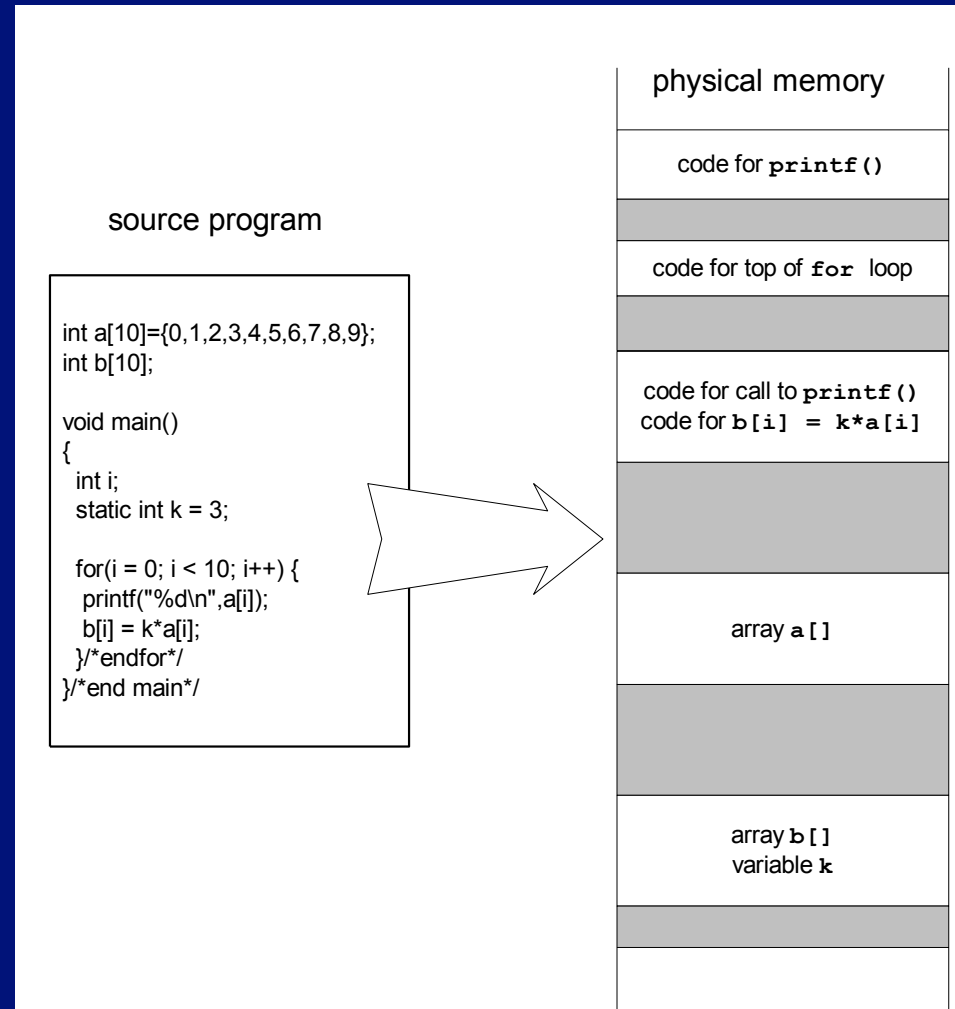 physical memory
code for printf()
source program
code for top of for loop
int a[10]={0,1,2,3,4,5,6,7,8,9};
int b[10];
void main()
{
int i;
static int k = 3;
for(i = 0; i < 10; i++) {
printf("%d\n",a[i]);
b[i] = k*a[i];
}/*endfor*/
}/*end main*/
code for call to printf()
code for b[i] = k*a[i]
array a[]
array b[]
variable k